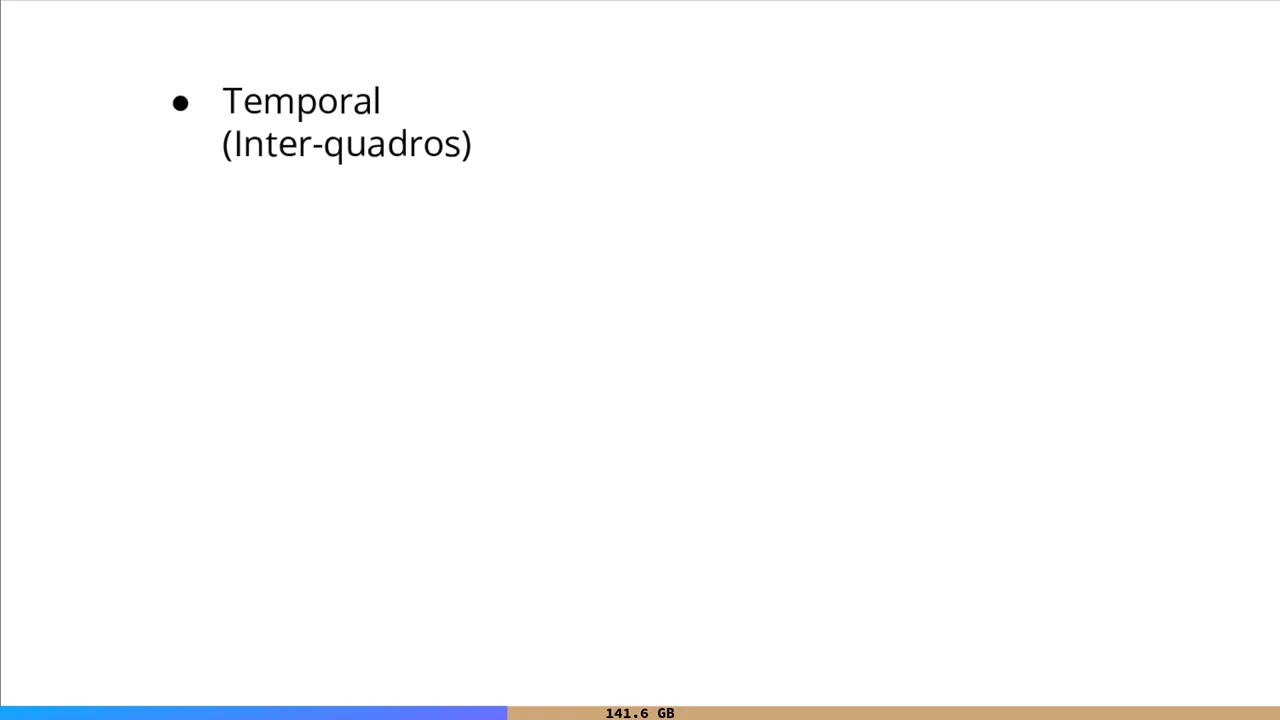 ● Temporal
(Inter-quadros)
141.6 GB